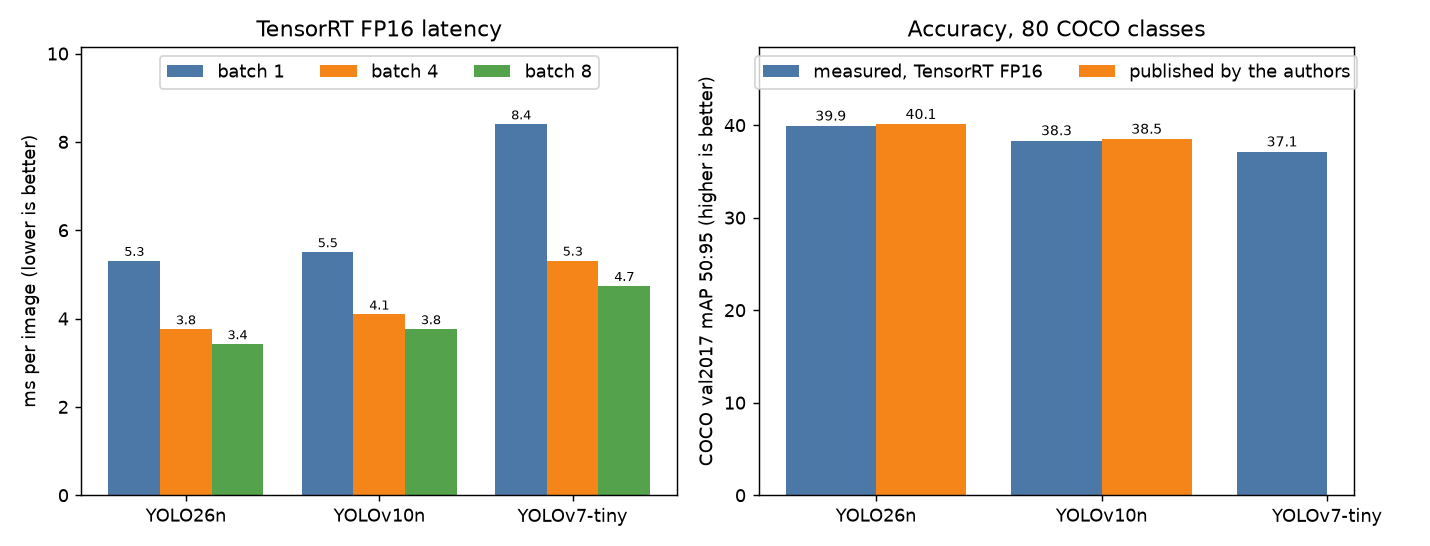 TensorRT FP16 latency
batch 1 batch 4 batch 8
ms per image (lower is better)
10
8
6
4
2
0
5.3 3.8 3.4
5.5 4.1 3.8
8.4 5.3 4.7
YOLO26n YOLOv10n YOLOv7-tiny
Accuracy, 80 COCO classes
measured, TensorRT FP16 published by the authors
COCO val2017 mAP 50:95 (higher is better)
40
30
20
10
0
39.9 40.1
38.3 38.5
37.1
YOLO26n YOLOv10n YOLOv7-tiny